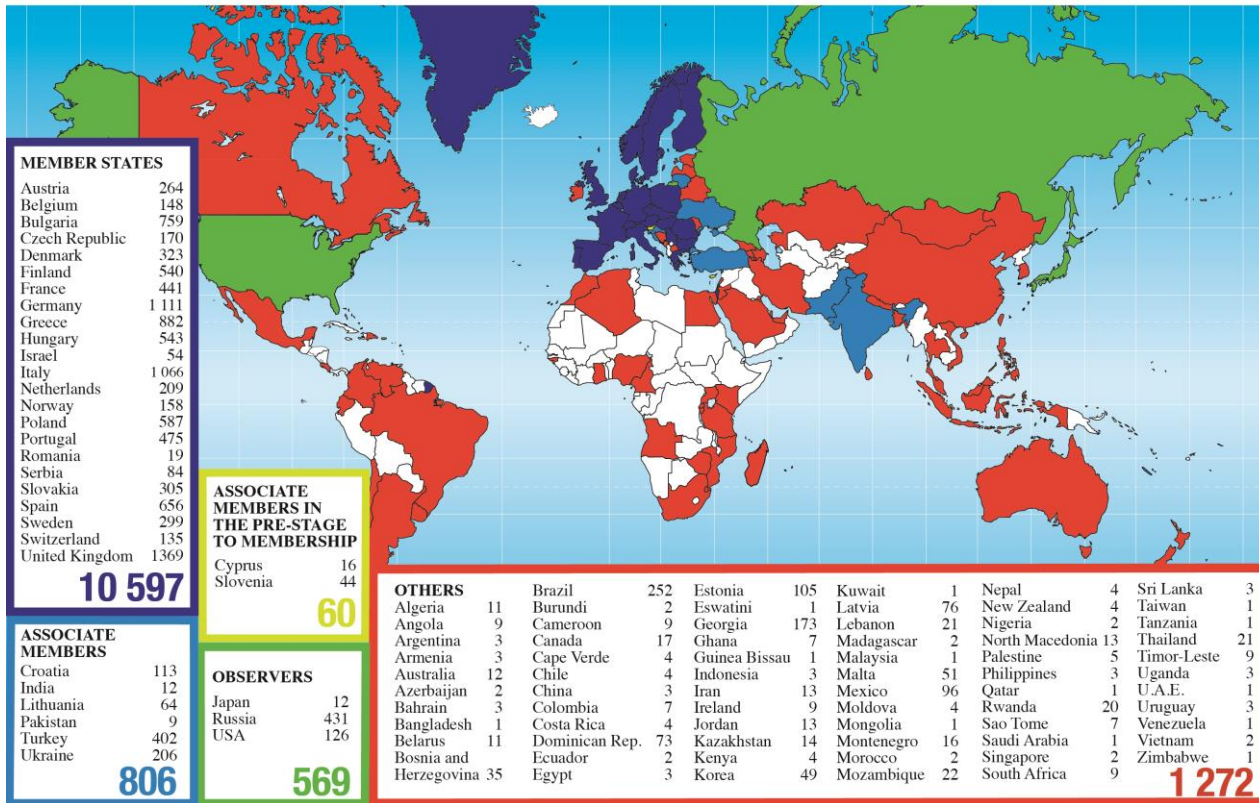 MEMBER STATES
Austria 264
Belgium 148
Bulgaria 759
Czech Republic 170
Denmark 323
Finland 540
France 441
Germany 1 111
Greece 882
Hungary 543
Israel 54
Italy 1 066
Netherlands 209
Norway 158
Poland 587
Portugal 475
Romania 19
Serbia 84
Slovakia 305
Spain 656
Sweden 299
Switzerland 135
United Kingdom 1369
10 597
ASSOCIATE
MEMBERS
Croatia 113
India 12
Lithuania 64
Pakistan 9
Turkey 402
Ukraine 206
806
ASSOCIATE
MEMBERS IN
THE PRE-STAGE
TO MEMBERSHIP
Cyprus 16
Slovenia 44
60
OBSERVERS
Japan 12
Russia 431
USA 126
569
OTHERS
Algeria 11
Angola 9
Argentina 3
Armenia 3
Australia 12
Azerbaijan 2
Bahrain 3
Bangladesh 1
Belarus 11
Bosnia and
Herzegovina 35
Brazil 252
Burundi 2
Cameroon 9
Canada 17
Cape Verde 4
Chile 4
China 3
Colombia 7
Costa Rica 4
Dominican Rep. 73
Ecuador 2
Egypt 3
Estonia 105
Eswatini 1
Georgia 173
Ghana 7
Guinea Bissau 1
Indonesia 3
Iran 13
Ireland 9
Jordan 13
Kazakhstan 14
Kenya 4
Korea 49
Kuwait 1
Latvia 76
Lebanon 21
Madagascar 2
Malaysia 1
Malta 51
Mexico 96
Moldova 4
Mongolia 1
Montenegro 16
Morocco 2
Mozambique 22
Nepal 4
New Zealand 4
Nigeria 2
North Macedonia 13
Palestine 5
Philippines 3
Qatar 1
Rwanda 20
Sao Tome 7
Saudi Arabia 1
Singapore 2
South Africa 9
Sri Lanka 3
Taiwan 1
Tanzania 1
Thailand 21
Timor-Leste 9
Uganda 3
U.A.E. 1
Uruguay 3
Venezuela 1
Vietnam 2
Zimbabwe 1
1 272